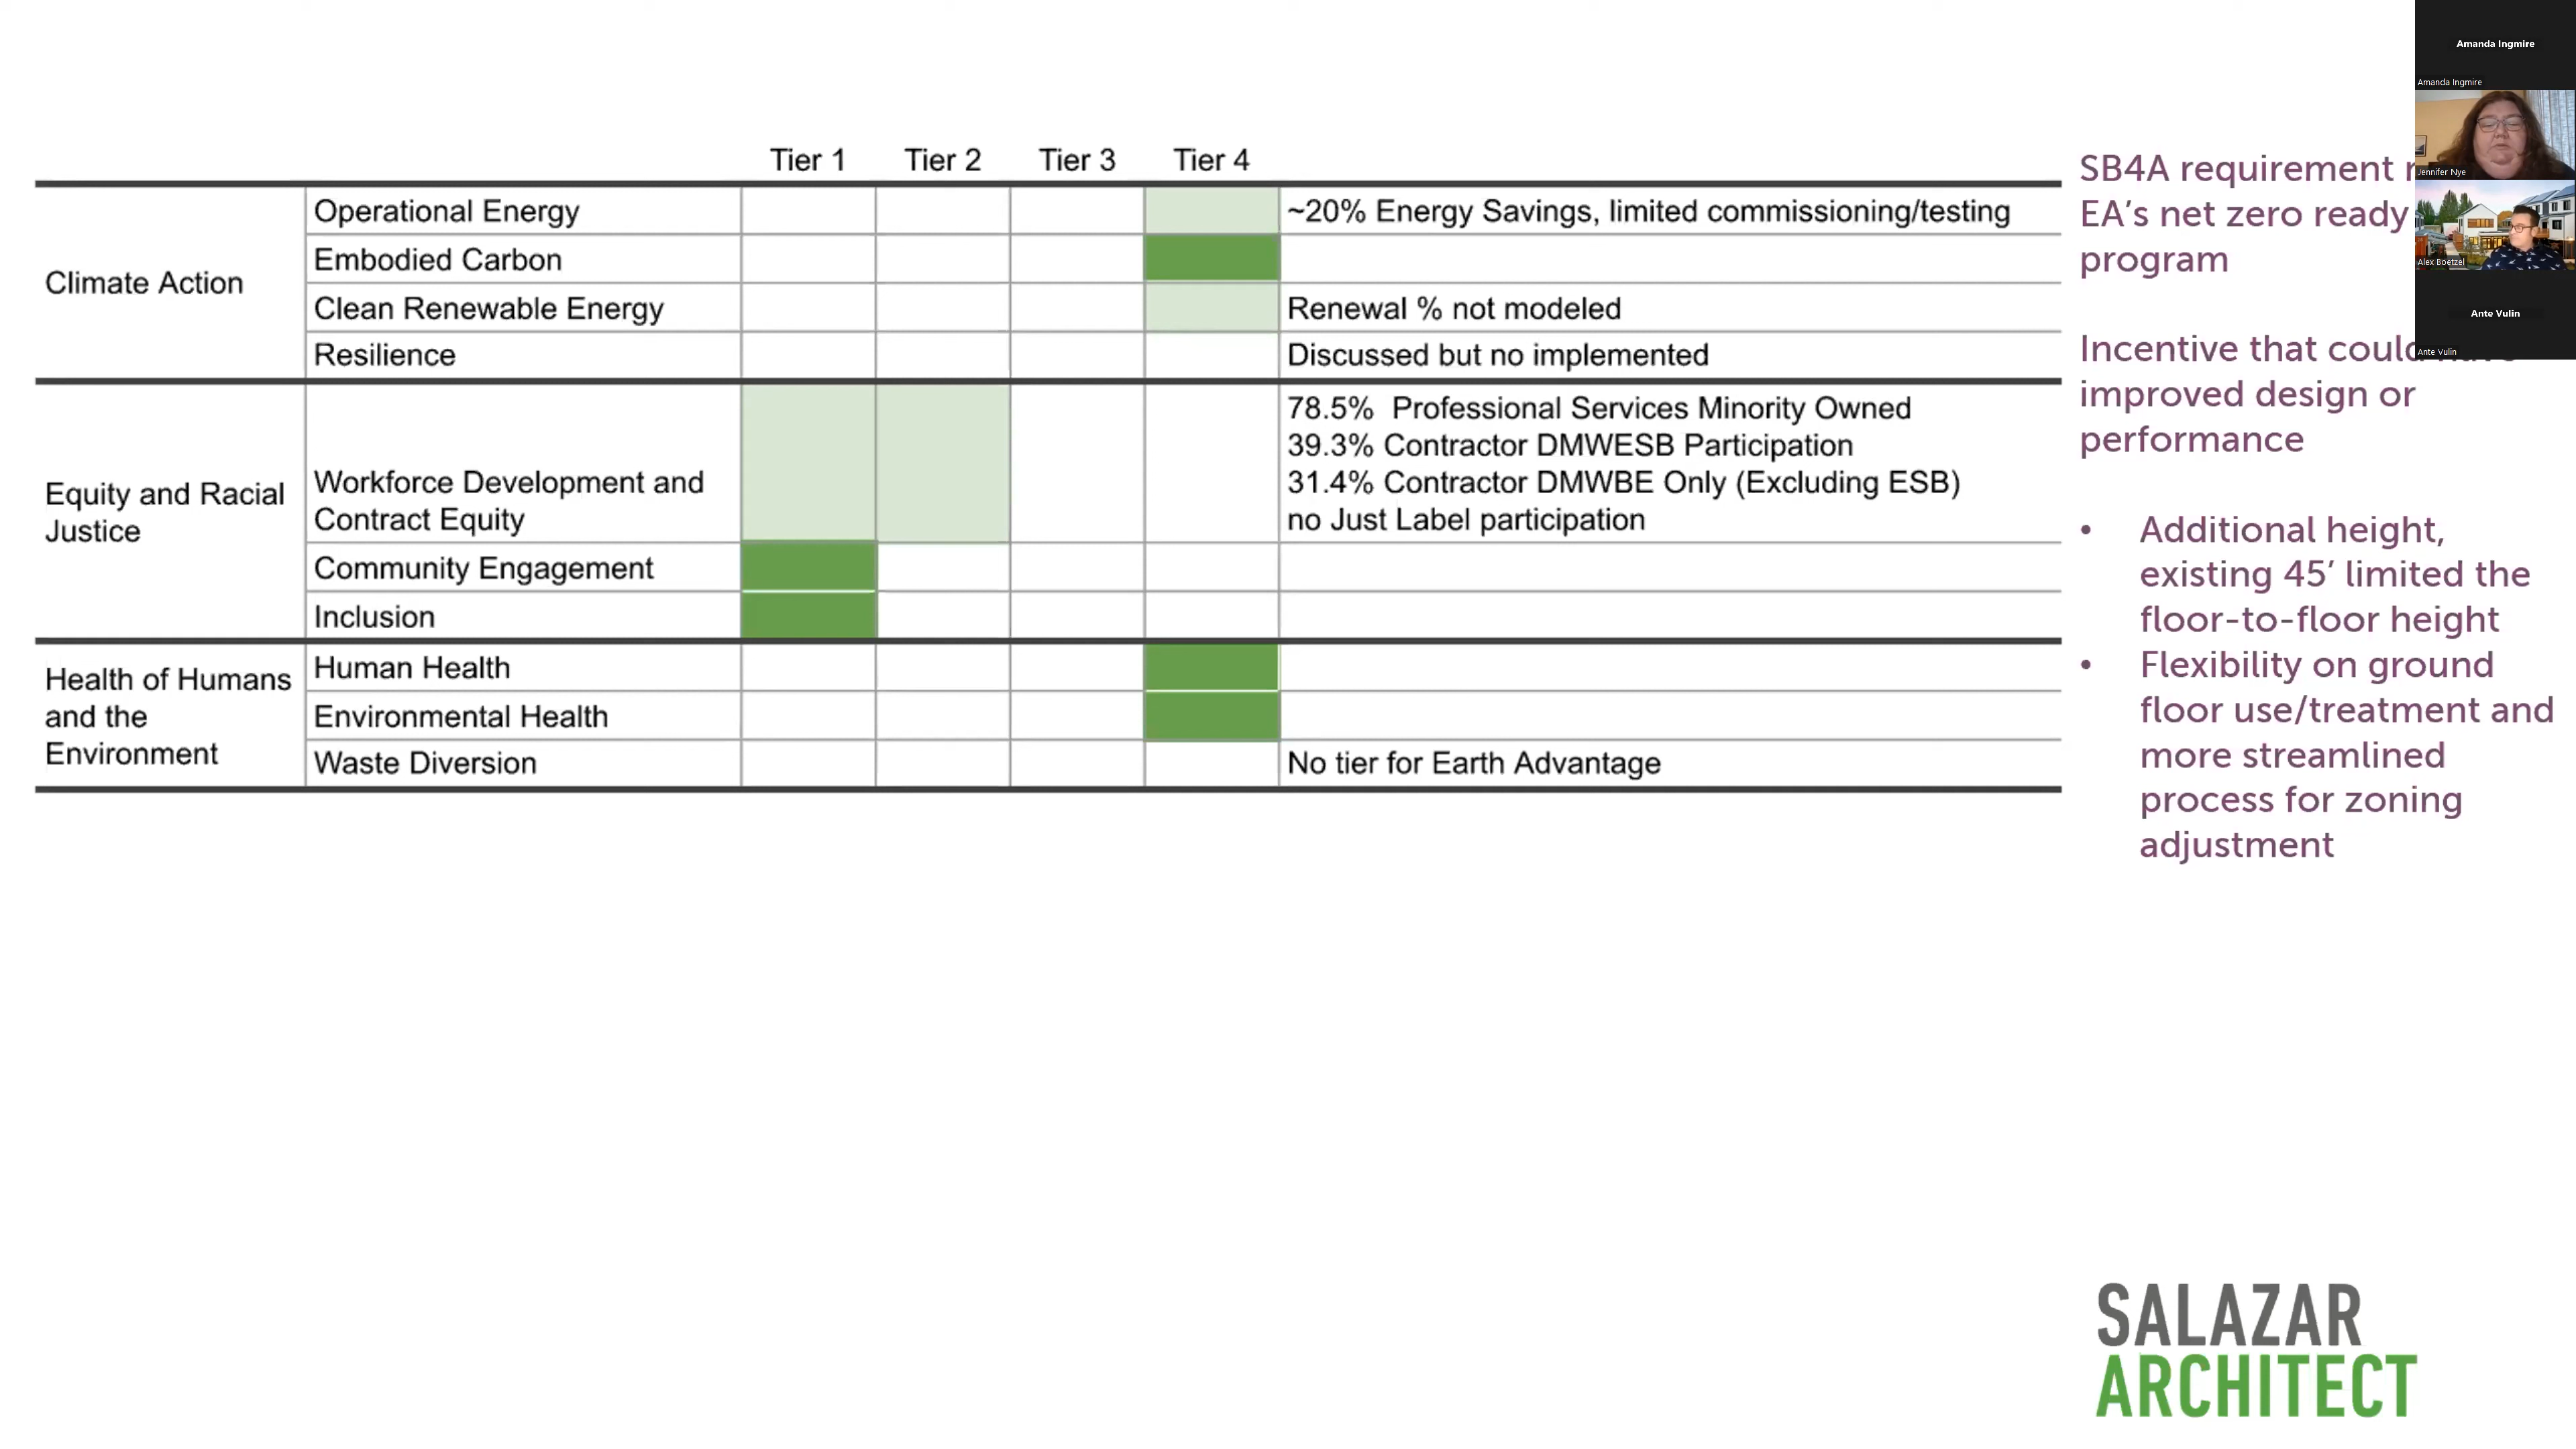 Tier 1 Tier 2 Tier 3 Tier 4
Climate Action
Operational Energy
~20% Energy Savings, limited commissioning/testing
Embodied Carbon
Clean Renewable Energy
Renewal % not modeled
Resilience
Discussed but no implemented
Equity and Racial
Justice
Workforce Development and
Contract Equity
78.5% Professional Services Minority Owned
39.3% Contractor DMWESB Participation
31.4% Contractor DMWBE Only (Excluding ESB)
no Just Label participation
Community Engagement
Inclusion
Health of Humans
and the
Environment
Human Health
Environmental Health
Waste Diversion
No tier for Earth Advantage
SB4A requirement
EA’s net zero ready
program
Incentive that could
improved design or
performance
• Additional height,
existing 45’ limited the
floor-to-floor height
• Flexibility on ground
floor use/treatment and
more streamlined
process for zoning
adjustment
Amanda Ingmire
Amanda Ingmire
Jennifer Nye
Alex Boetzel
Ante Vulin
Ante Vulin
SALAZAR
ARCHITECT